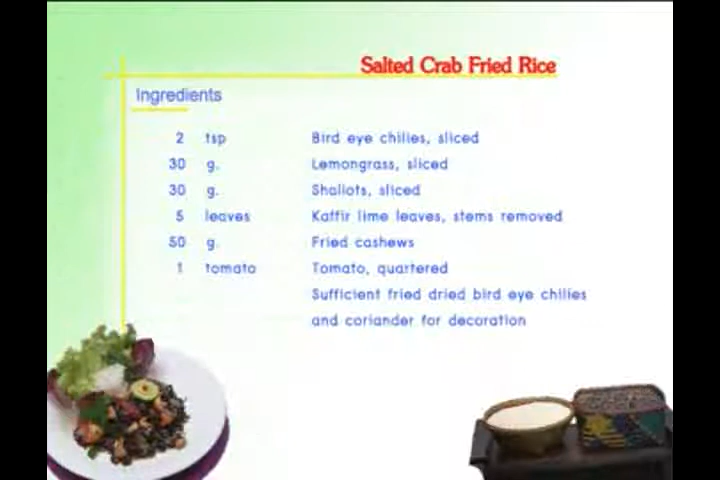 Salted Crab Fried Rice
Ingredients
2 tsp Bird eye chilies, sliced
30 g. Lemongrass, sliced
30 g. Shallots, sliced
5 leaves Kaffir lime leaves, stems removed
50 g. Fried cashews
1 tomato Tomato, quartered
Sufficient fried dried bird eye chilies
and coriander for decoration